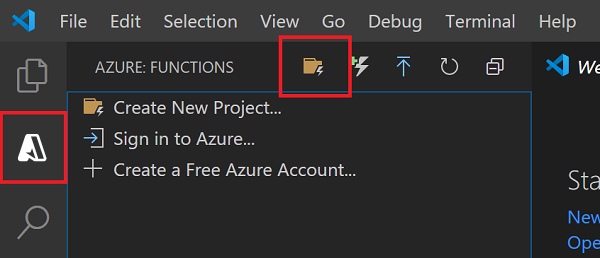 File Edit Selection View Go Debug Terminal Help
AZURE: FUNCTIONS
We
Create New Project...
Sign in to Azure...
Create a Free Azure Account...
Sta
New
Ope